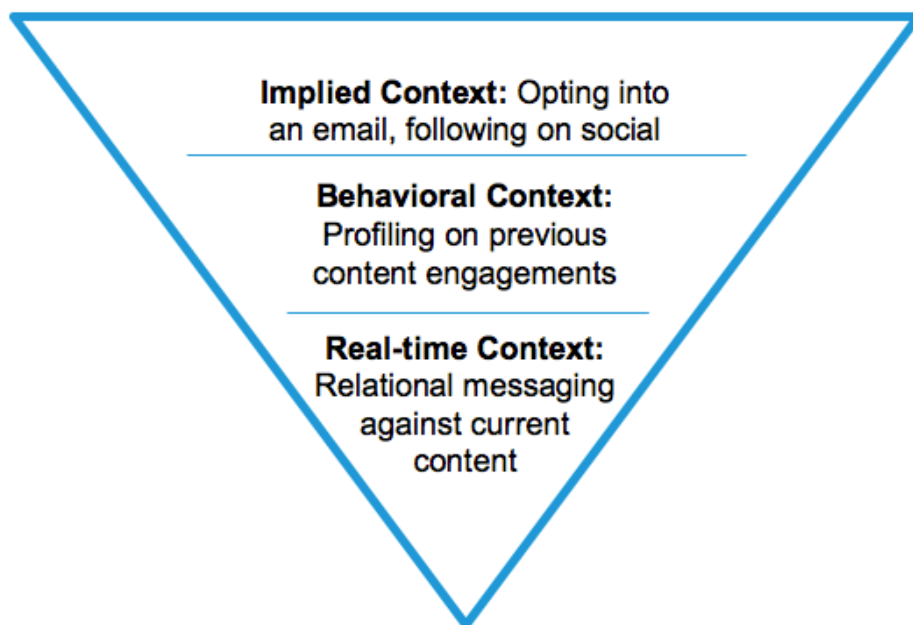 Implied Context: Opting into
an email, following on social
Behavioral Context:
Profiling on previous
content engagements
Real-time Context:
Relational messaging
against current
content